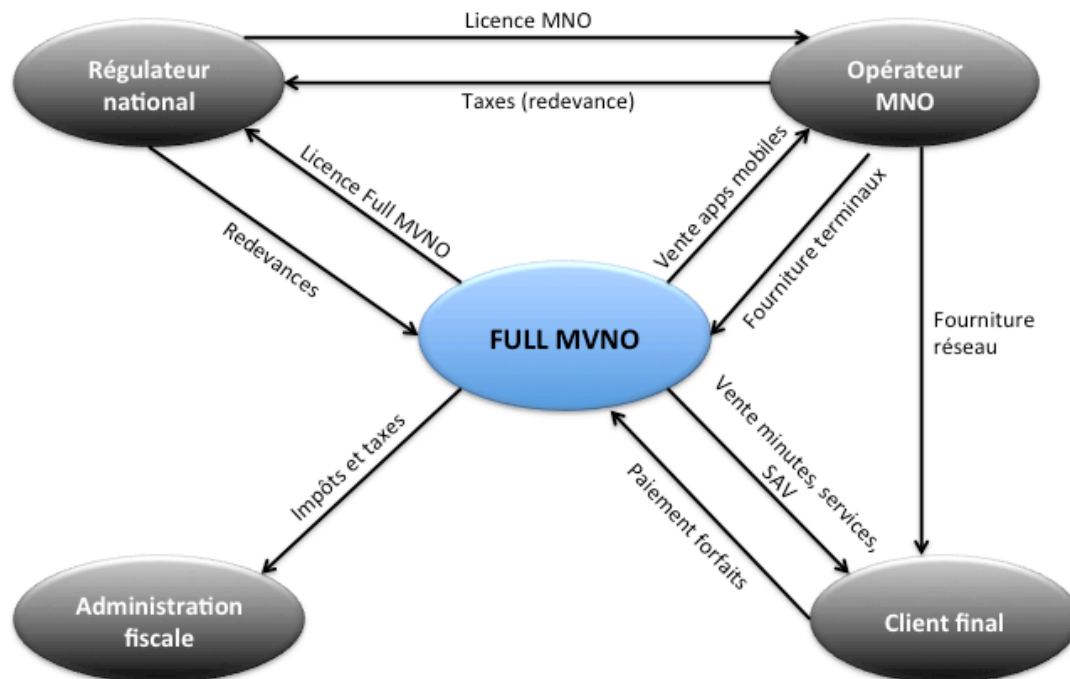 Licence MNO
Régulateur
national
Opérateur
MNO
Taxes (redevance)
Licence Full MVNO
Redevances
Vente apps mobiles
Fourniture terminaux
FULL MVNO
Fourniture
réseau
Impôts et taxes
Vente minutes, services,
SAV
Paiement forfaits
Administration
fiscale
Client final